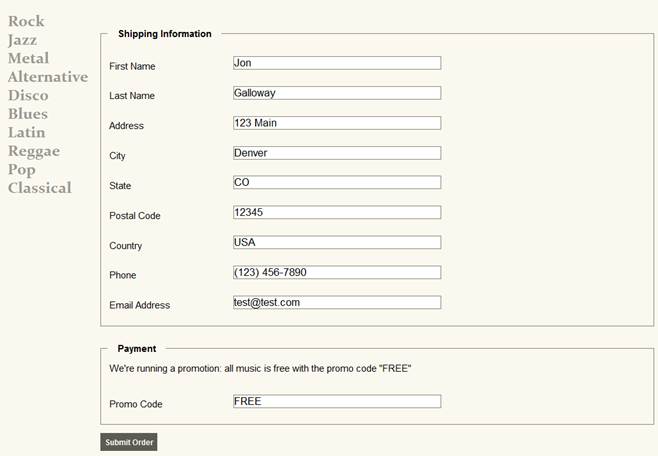 Rock
Jazz
Metal
Alternative
Disco
Blues
Latin
Reggae
Pop
Classical
Shipping Information
First Name Jon
Last Name Galloway
Address 123 Main
City Denver
State CO
Postal Code 12345
Country USA
Phone (123) 456-7890
Email Address test@test.com
Payment
We're running a promotion: all music is free with the promo code "FREE"
Promo Code FREE
Submit Order